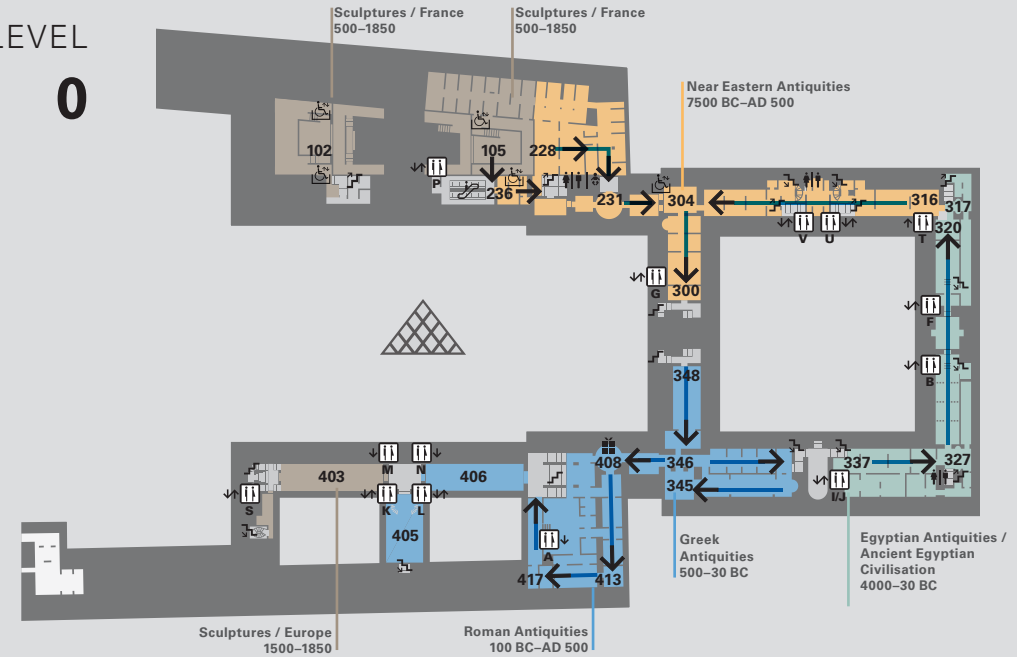 LEVEL
0
Sculptures / France
500–1850
Sculptures / France
500–1850
Near Eastern Antiquities
7500 BC–AD 500
102
105
228
P
236
231
304
316
317
V
U
T
320
G
300
F
348
B
M
N
408
346
337
327
403
406
345
S
K
L
I/J
405
A
417
413
Greek
Antiquities
500–30 BC
Egyptian Antiquities /
Ancient Egyptian
Civilisation
4000–30 BC
Sculptures / Europe
1500–1850
Roman Antiquities
100 BC–AD 500